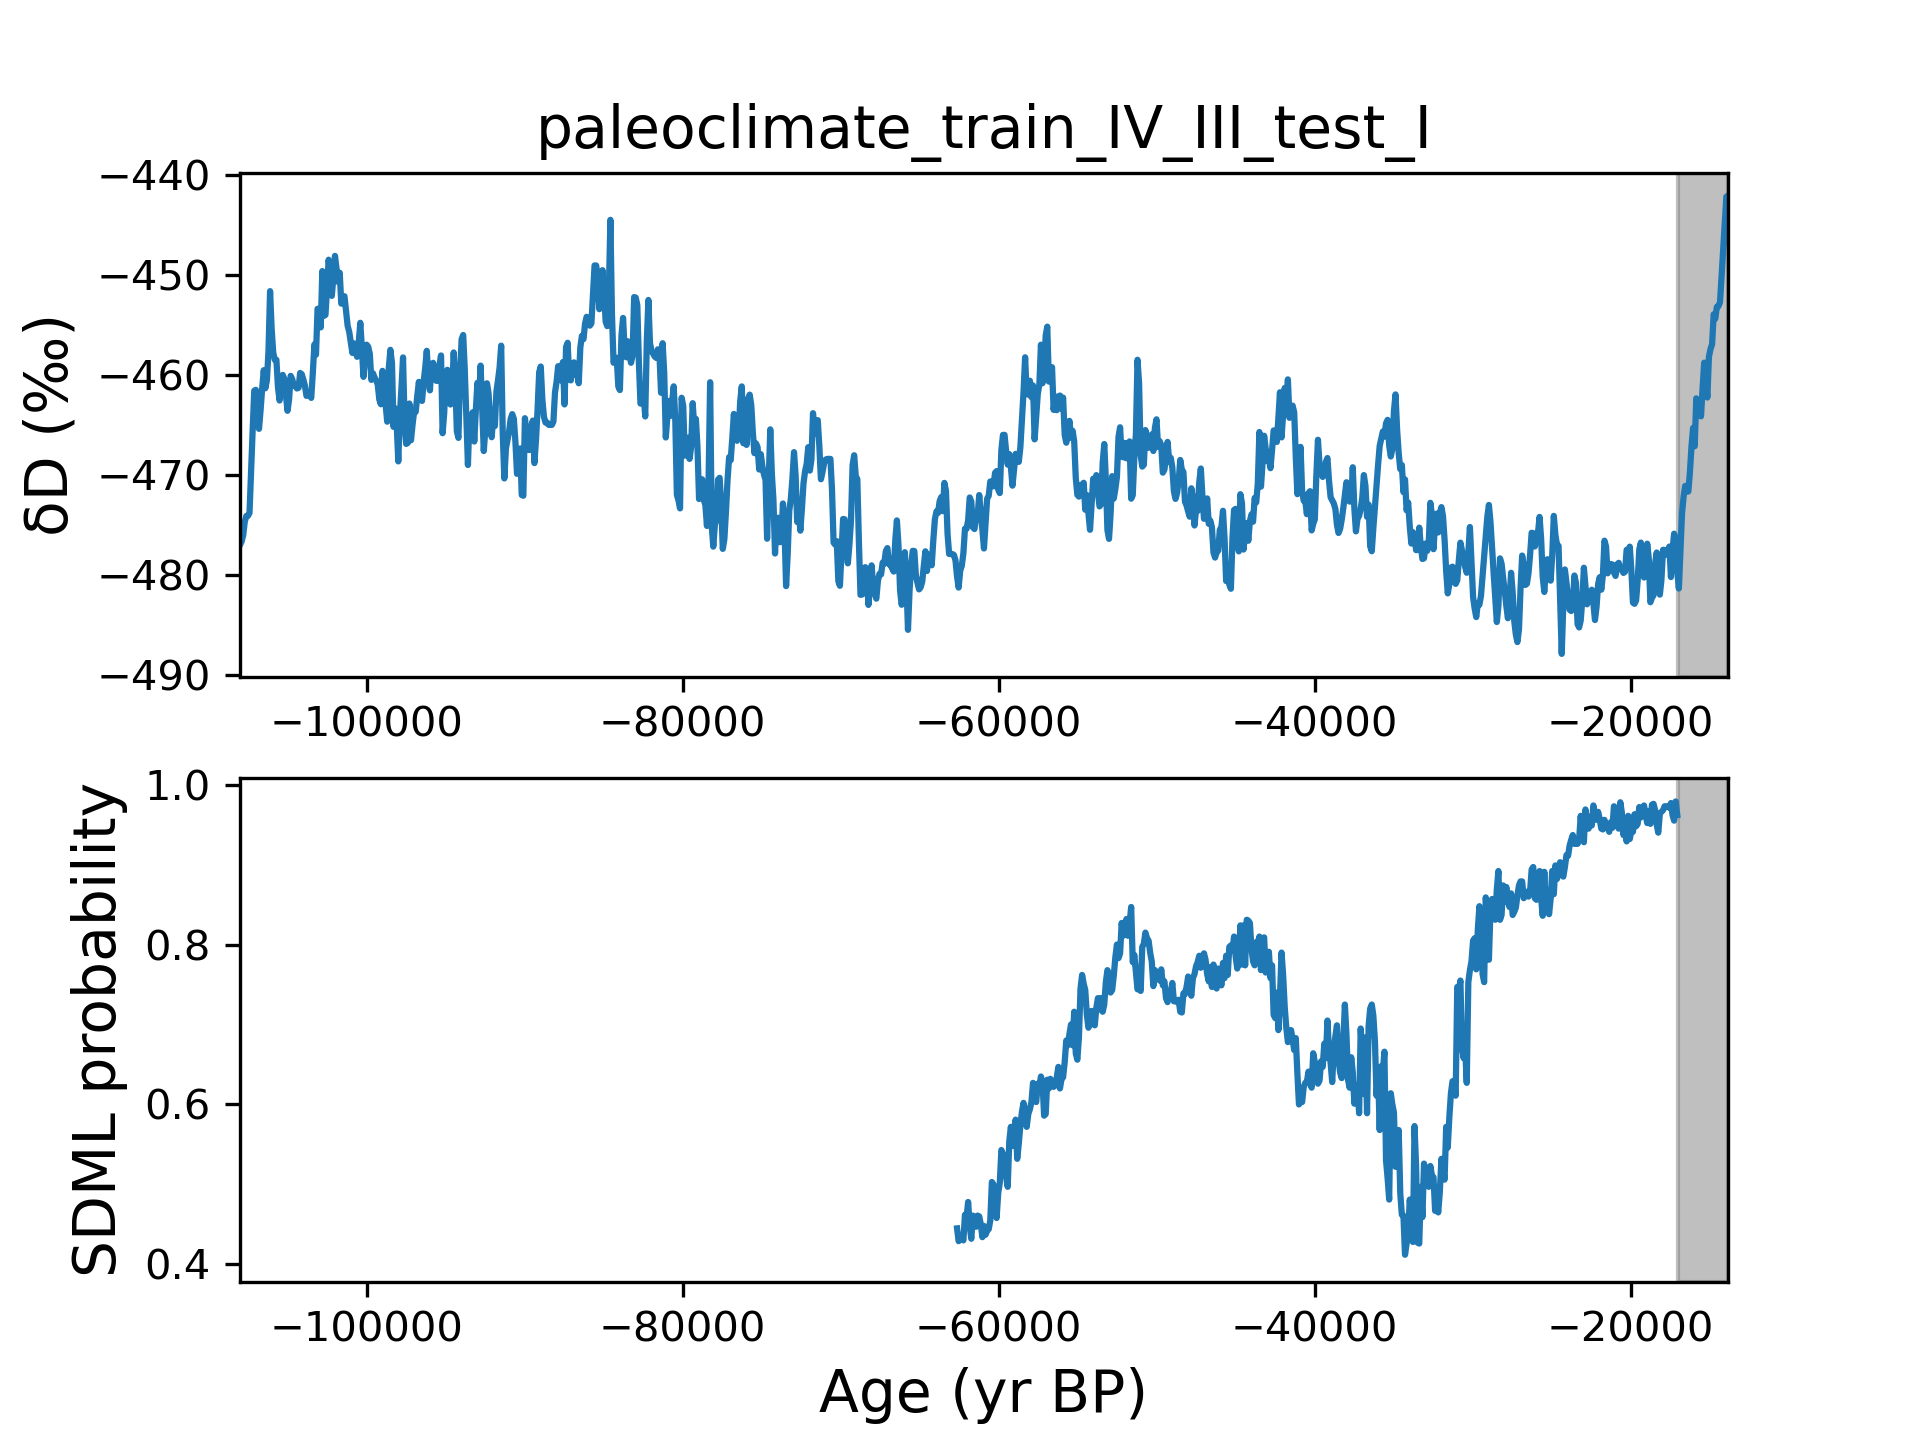 paleoclimate_train_IV_III_test_I
−440
−450
−460
−470
−480
−490
δD (‰)
−100000 −80000 −60000 −40000 −20000
1.0
0.8
0.6
0.4
SDML probability
−100000 −80000 −60000 −40000 −20000
Age (yr BP)